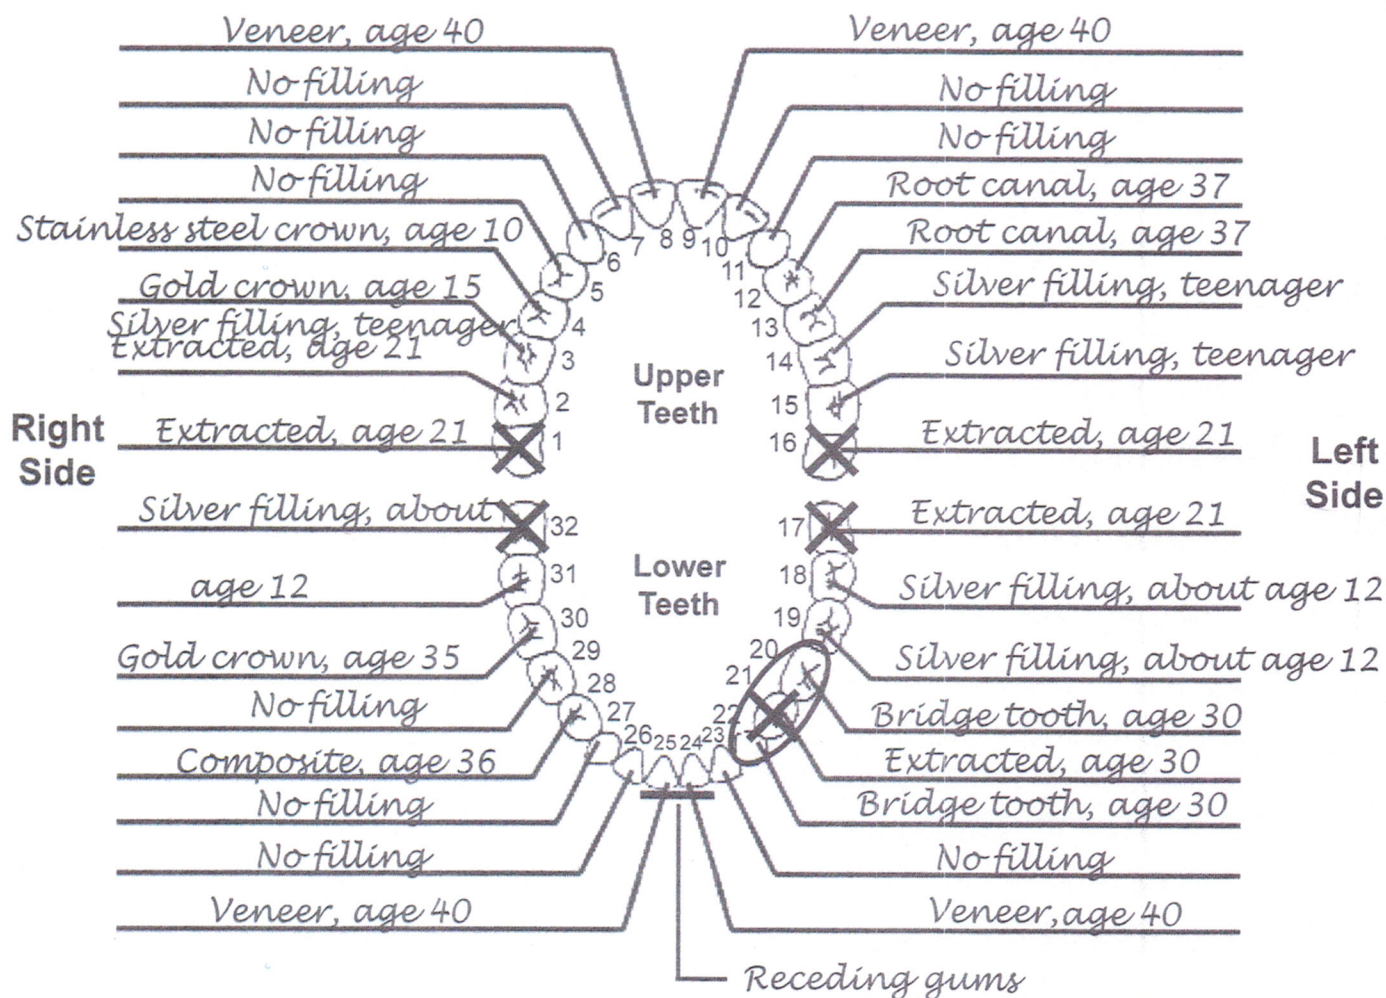 Veneer, age 40
No filling
No filling
No filling
Stainless steel crown, age 10
Gold crown, age 15
Silver filling, teenager
Extracted, age 21
Extracted, age 21
Silver filling, about
age 12
Gold crown, age 35
No filling
Composite, age 36
No filling
No filling
Veneer, age 40
Right
Side
Upper
Teeth
Lower
Teeth
1
2
3
4
5
6
7
8
9
10
11
12
13
14
15
16
17
18
19
20
21
22
23
24
25
26
27
28
29
30
31
32
Veneer, age 40
No filling
No filling
Root canal, age 37
Root canal, age 37
Silver filling, teenager
Silver filling, teenager
Extracted, age 21
Left
Side
Extracted, age 21
Silver filling, about age 12
Silver filling, about age 12
Bridge tooth, age 30
Extracted, age 30
Bridge tooth, age 30
No filling
Veneer,age 40
Receding gums